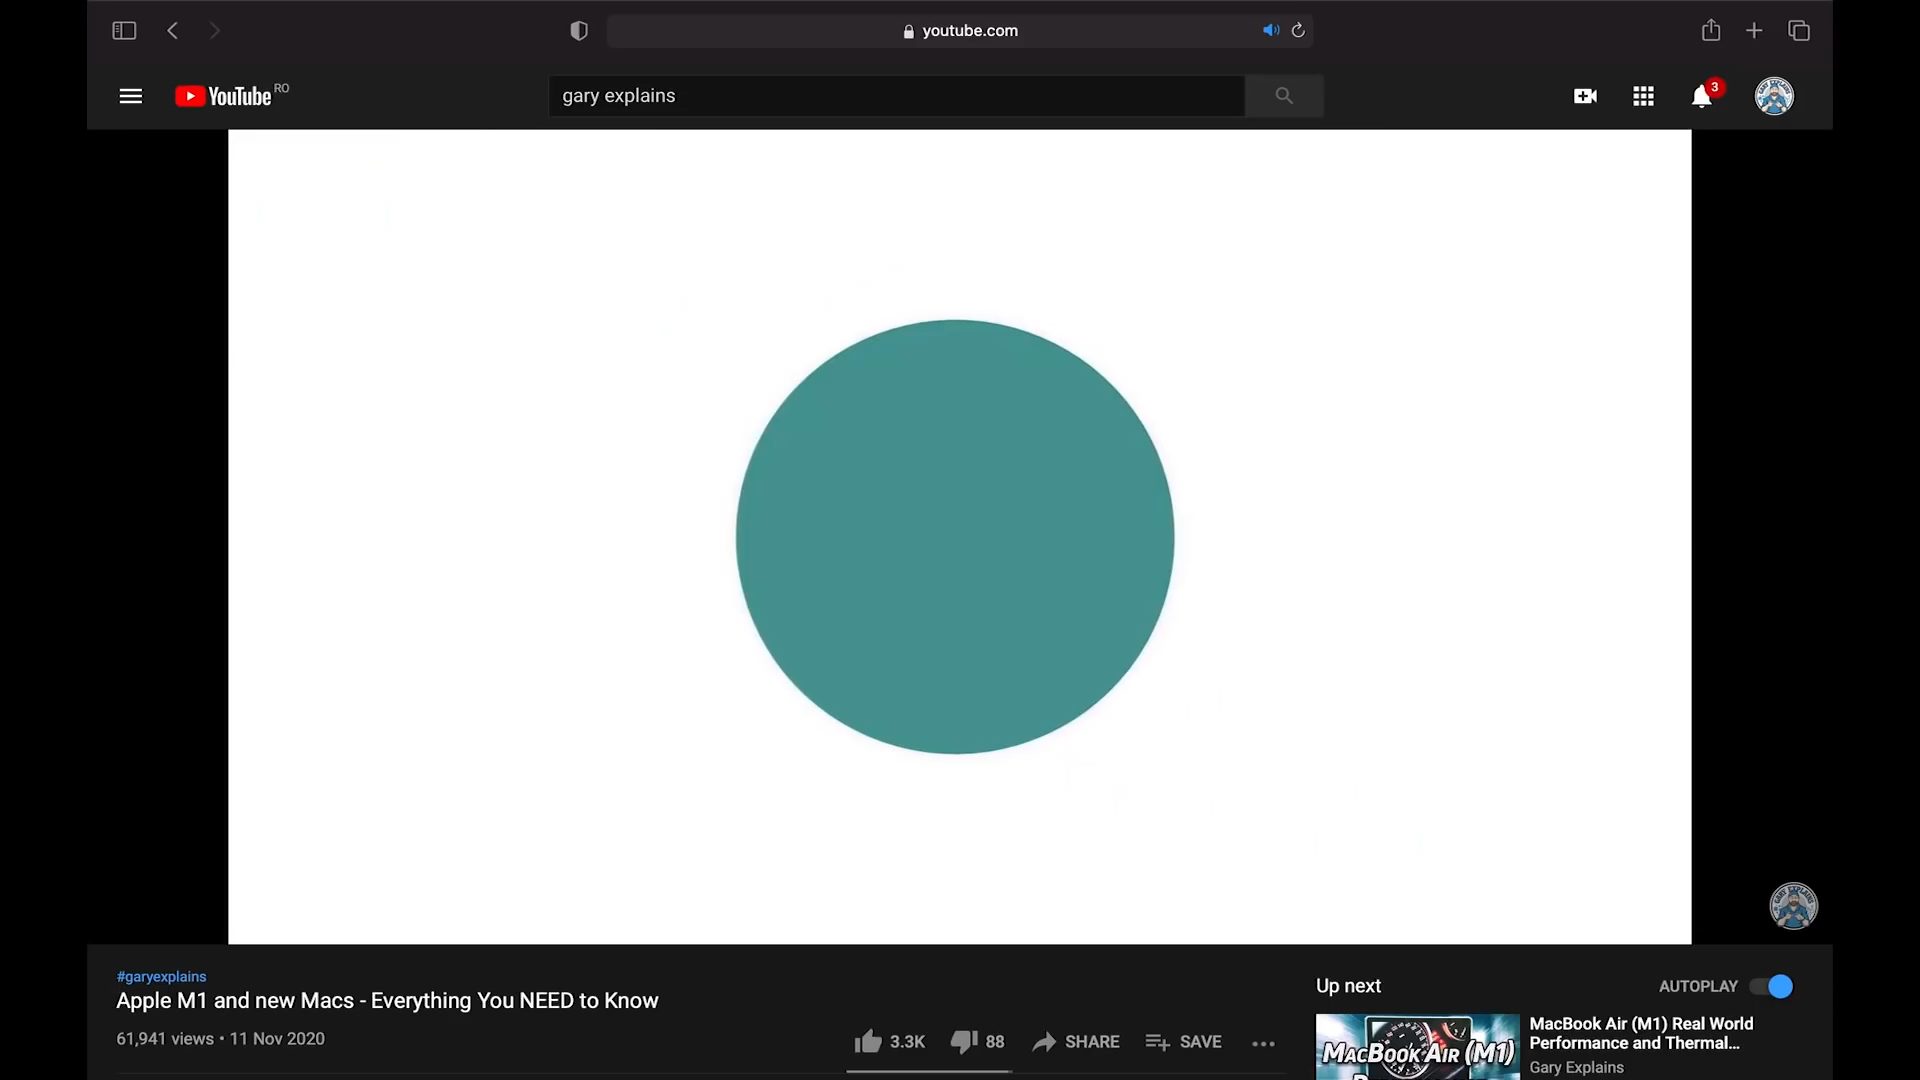 youtube.com
YouTube RO
gary explains
3
#garyexplains
Apple M1 and new Macs - Everything You NEED to Know
61,941 views • 11 Nov 2020
3.3K
88
SHARE
SAVE
Up next
AUTOPLAY
MACBOOK AIR (M1)
MacBook Air (M1) Real World
Performance and Thermal...
Gary Explains